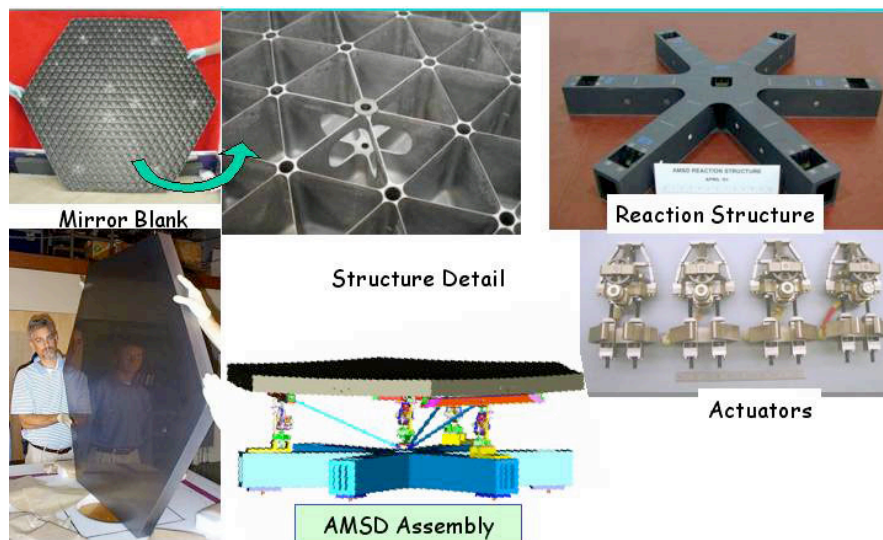 Mirror Blank
Structure Detail
AMSD REACTION STRUCTURE
Reaction Structure
Actuators
AMSD Assembly